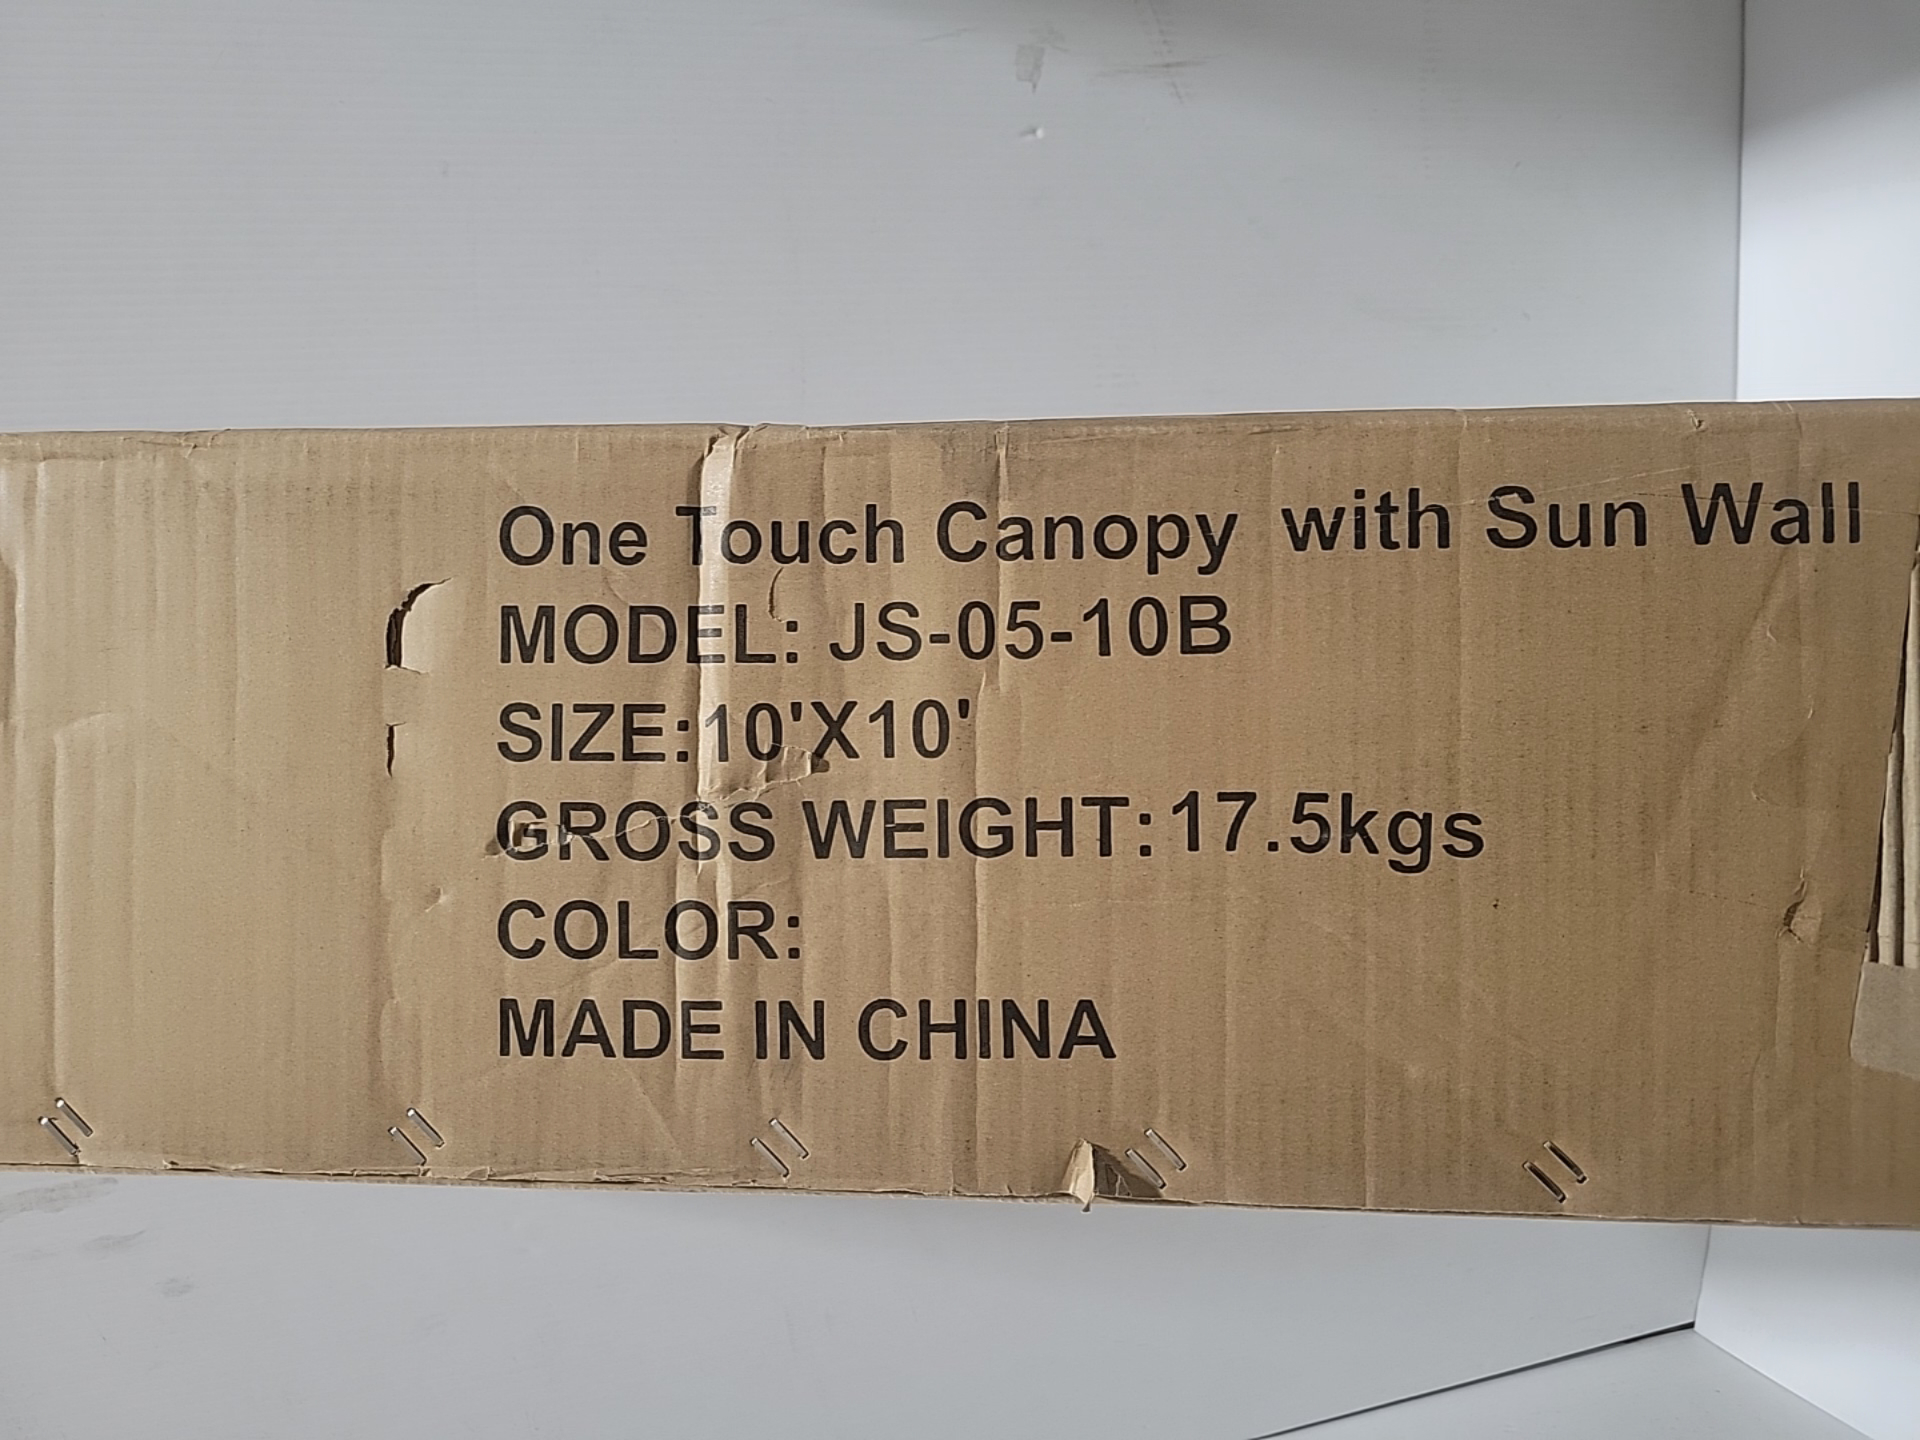 One Touch Canopy with Sun Wall
MODEL: JS-05-10B
SIZE:10'X10'
GROSS WEIGHT:17.5kgs
COLOR:
MADE IN CHINA